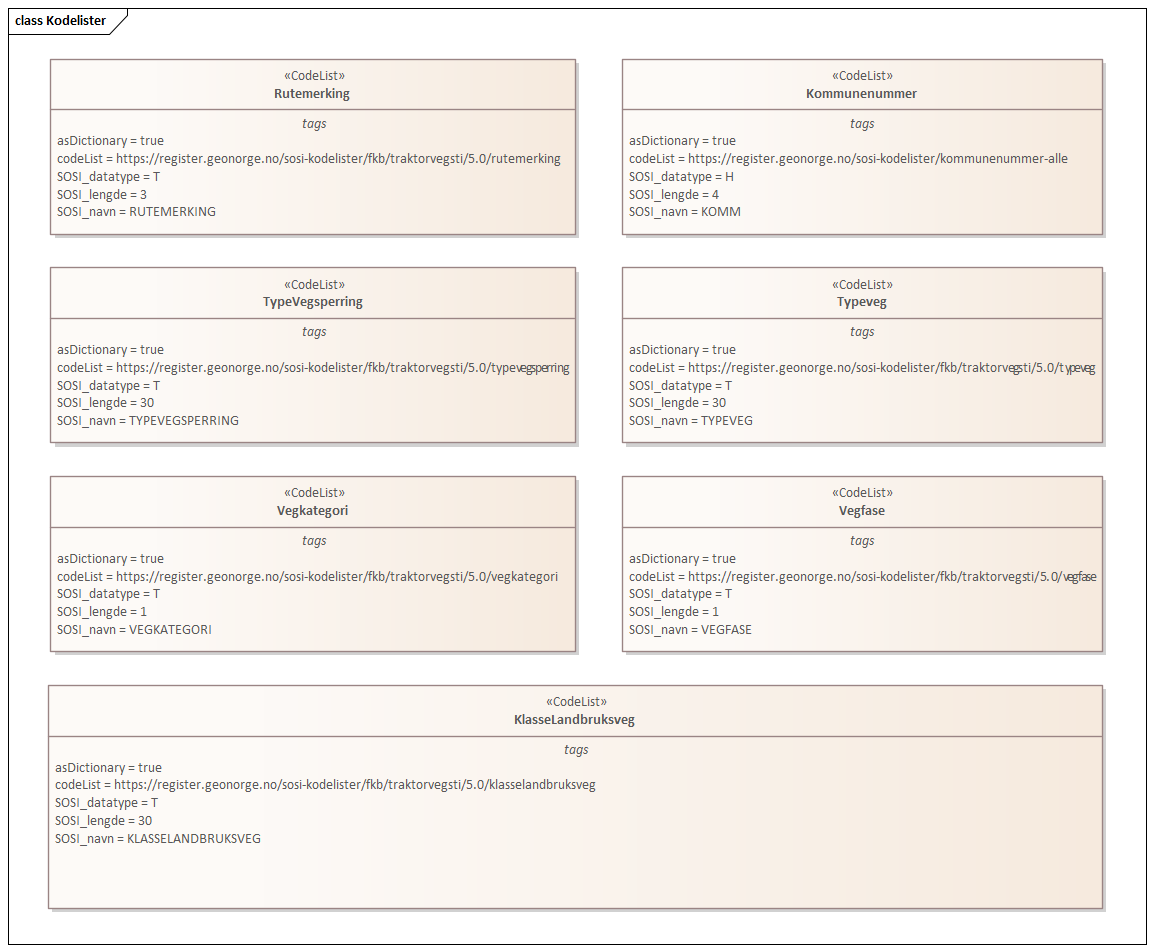 class Kodelister
«CodeList»
Rutemerking
tags
asDictionary = true
codeList = https://register.geonorge.no/sosi-kodelister/fkb/traktorvegsti/5.0/rutemerking
SOSI_datatype = T
SOSI_lengde = 3
SOSI_navn = RUTEMERKING
«CodeList»
Kommunenummer
tags
asDictionary = true
codeList = https://register.geonorge.no/sosi-kodelister/kommunenummer-alle
SOSI_datatype = H
SOSI_lengde = 4
SOSI_navn = KOMM
«CodeList»
TypeVegsperring
tags
asDictionary = true
codeList = https://register.geonorge.no/sosi-kodelister/fkb/traktorvegsti/5.0/typevegsperring
SOSI_datatype = T
SOSI_lengde = 30
SOSI_navn = TYPEVEGSPERRING
«CodeList»
Typeveg
tags
asDictionary = true
codeList = https://register.geonorge.no/sosi-kodelister/fkb/traktorvegsti/5.0/typeveg
SOSI_datatype = T
SOSI_lengde = 30
SOSI_navn = TYPEVEG
«CodeList»
Vegkategori
tags
asDictionary = true
codeList = https://register.geonorge.no/sosi-kodelister/fkb/traktorvegsti/5.0/vegkategori
SOSI_datatype = T
SOSI_lengde = 1
SOSI_navn = VEGKATEGORI
«CodeList»
Vegfase
tags
asDictionary = true
codeList = https://register.geonorge.no/sosi-kodelister/fkb/traktorvegsti/5.0/vegfase
SOSI_datatype = T
SOSI_lengde = 1
SOSI_navn = VEGFASE
«CodeList»
KlasseLandbruksveg
tags
asDictionary = true
codeList = https://register.geonorge.no/sosi-kodelister/fkb/traktorvegsti/5.0/klasselandbruksveg
SOSI_datatype = T
SOSI_lengde = 30
SOSI_navn = KLASSELANDBRUKSVEG